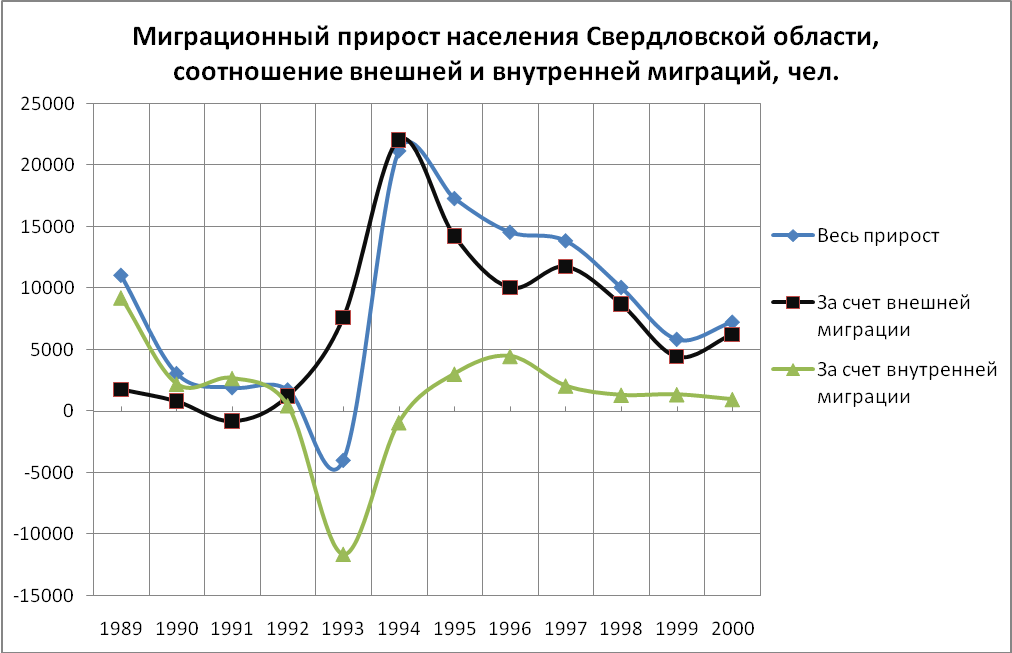 Миграционный прирост населения Свердловской области,
соотношение внешней и внутренней миграций, чел.
25000
20000
15000
10000
5000
0
-5000
-10000
-15000
1989 1990 1991 1992 1993 1994 1995 1996 1997 1998 1999 2000
Весь прирост
За счет внешней
миграции
За счет внутренней
миграции